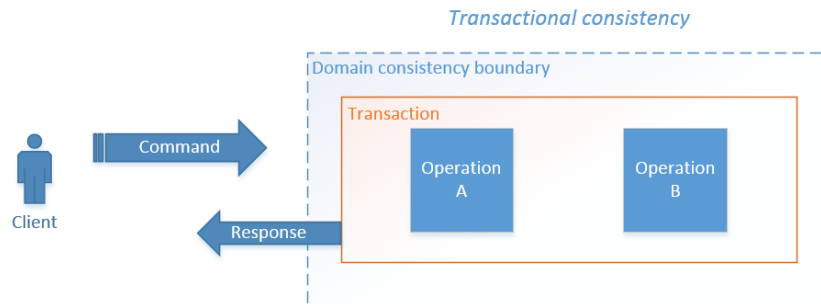 Transactional consistency
Domain consistency boundary
Transaction
Command
Operation
A
Operation
B
Client
Response